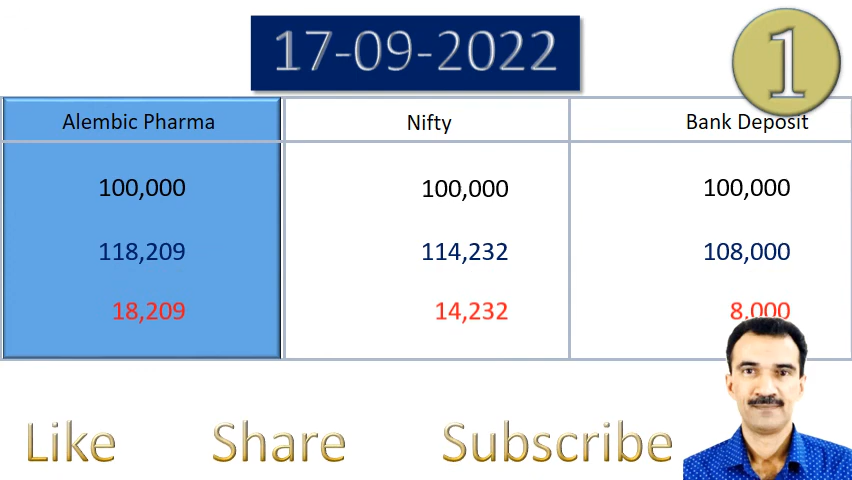 17-09-2022
1
Alembic Pharma Nifty Bank Deposit
100,000 100,000 100,000
118,209 114,232 108,000
18,209 14,232 8,000
Like Share Subscribe